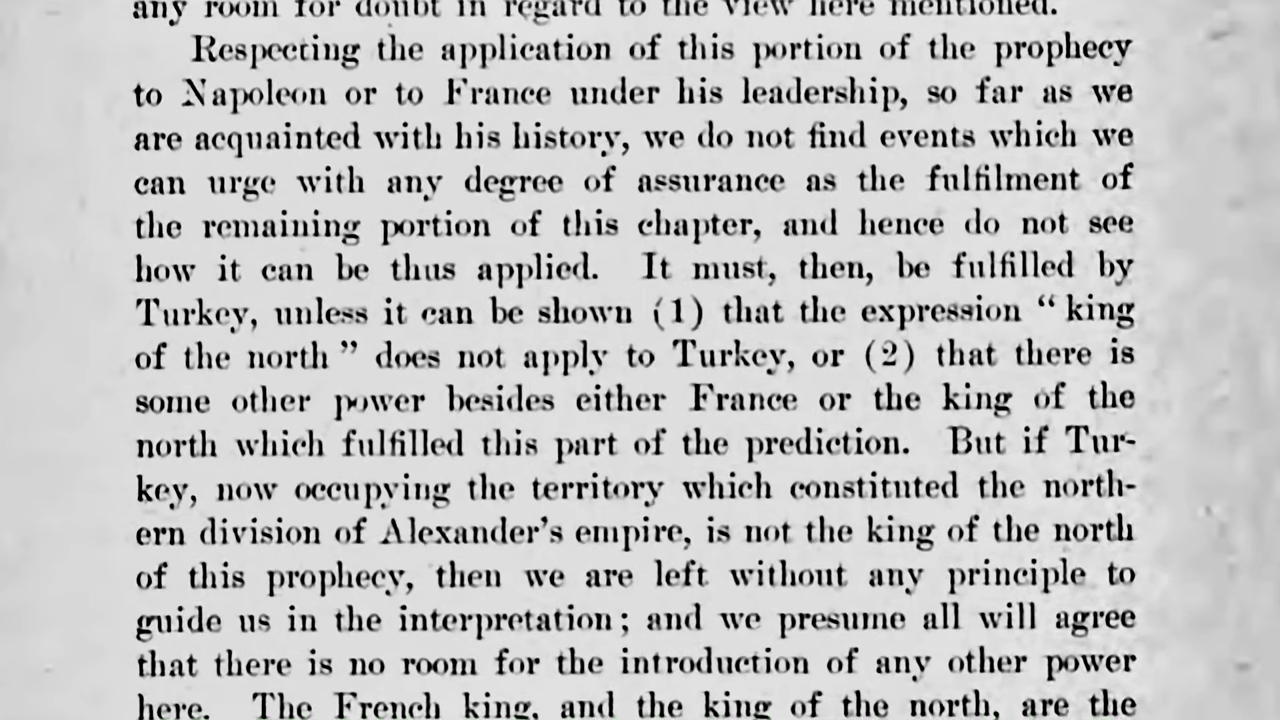 any room for doubt in regard to the view here mentioned.
Respecting the application of this portion of the prophecy
to Napoleon or to France under his leadership, so far as we
are acquainted with his history, we do not find events which we
can urge with any degree of assurance as the fulfilment of
the remaining portion of this chapter, and hence do not see
how it can be thus applied. It must, then, be fulfilled by
Turkey, unless it can be shown (1) that the expression “king
of the north” does not apply to Turkey, or (2) that there is
some other power besides either France or the king of the
north which fulfilled this part of the prediction. But if Tur-
key, now occupying the territory which constituted the north-
ern division of Alexander’s empire, is not the king of the north
of this prophecy, then we are left without any principle to
guide us in the interpretation; and we presume all will agree
that there is no room for the introduction of any other power
here. The French king, and the king of the north, are the